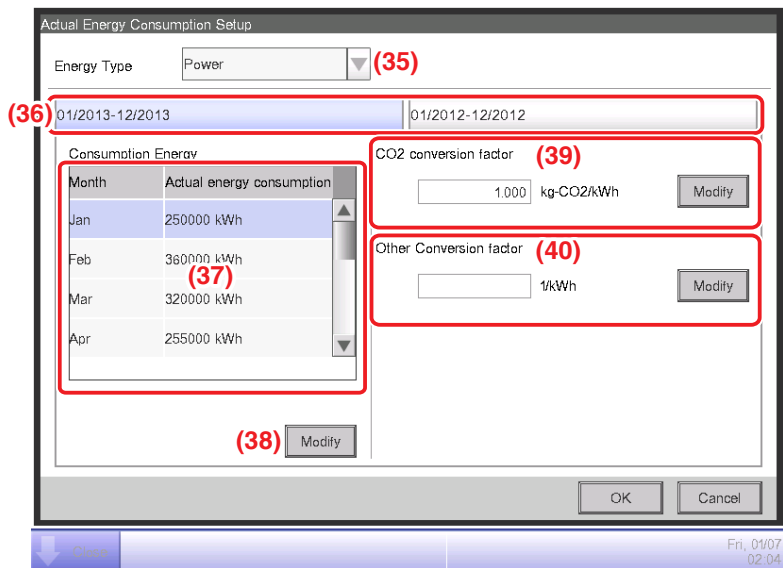 Actual Energy Consumption Setup
Energy Type Power (35)
(36) 01/2013-12/2013 01/2012-12/2012
Consumption Energy
Month Actual energy consumption
Jan 250000 kWh
Feb 360000 kWh
(37)
Mar 320000 kWh
Apr 255000 kWh
(38) Modify
CO2 conversion factor (39)
1.000 kg-CO2/kWh Modify
Other Conversion factor (40)
1/kWh Modify
OK Cancel
Close
Fri, 01/07
02:04